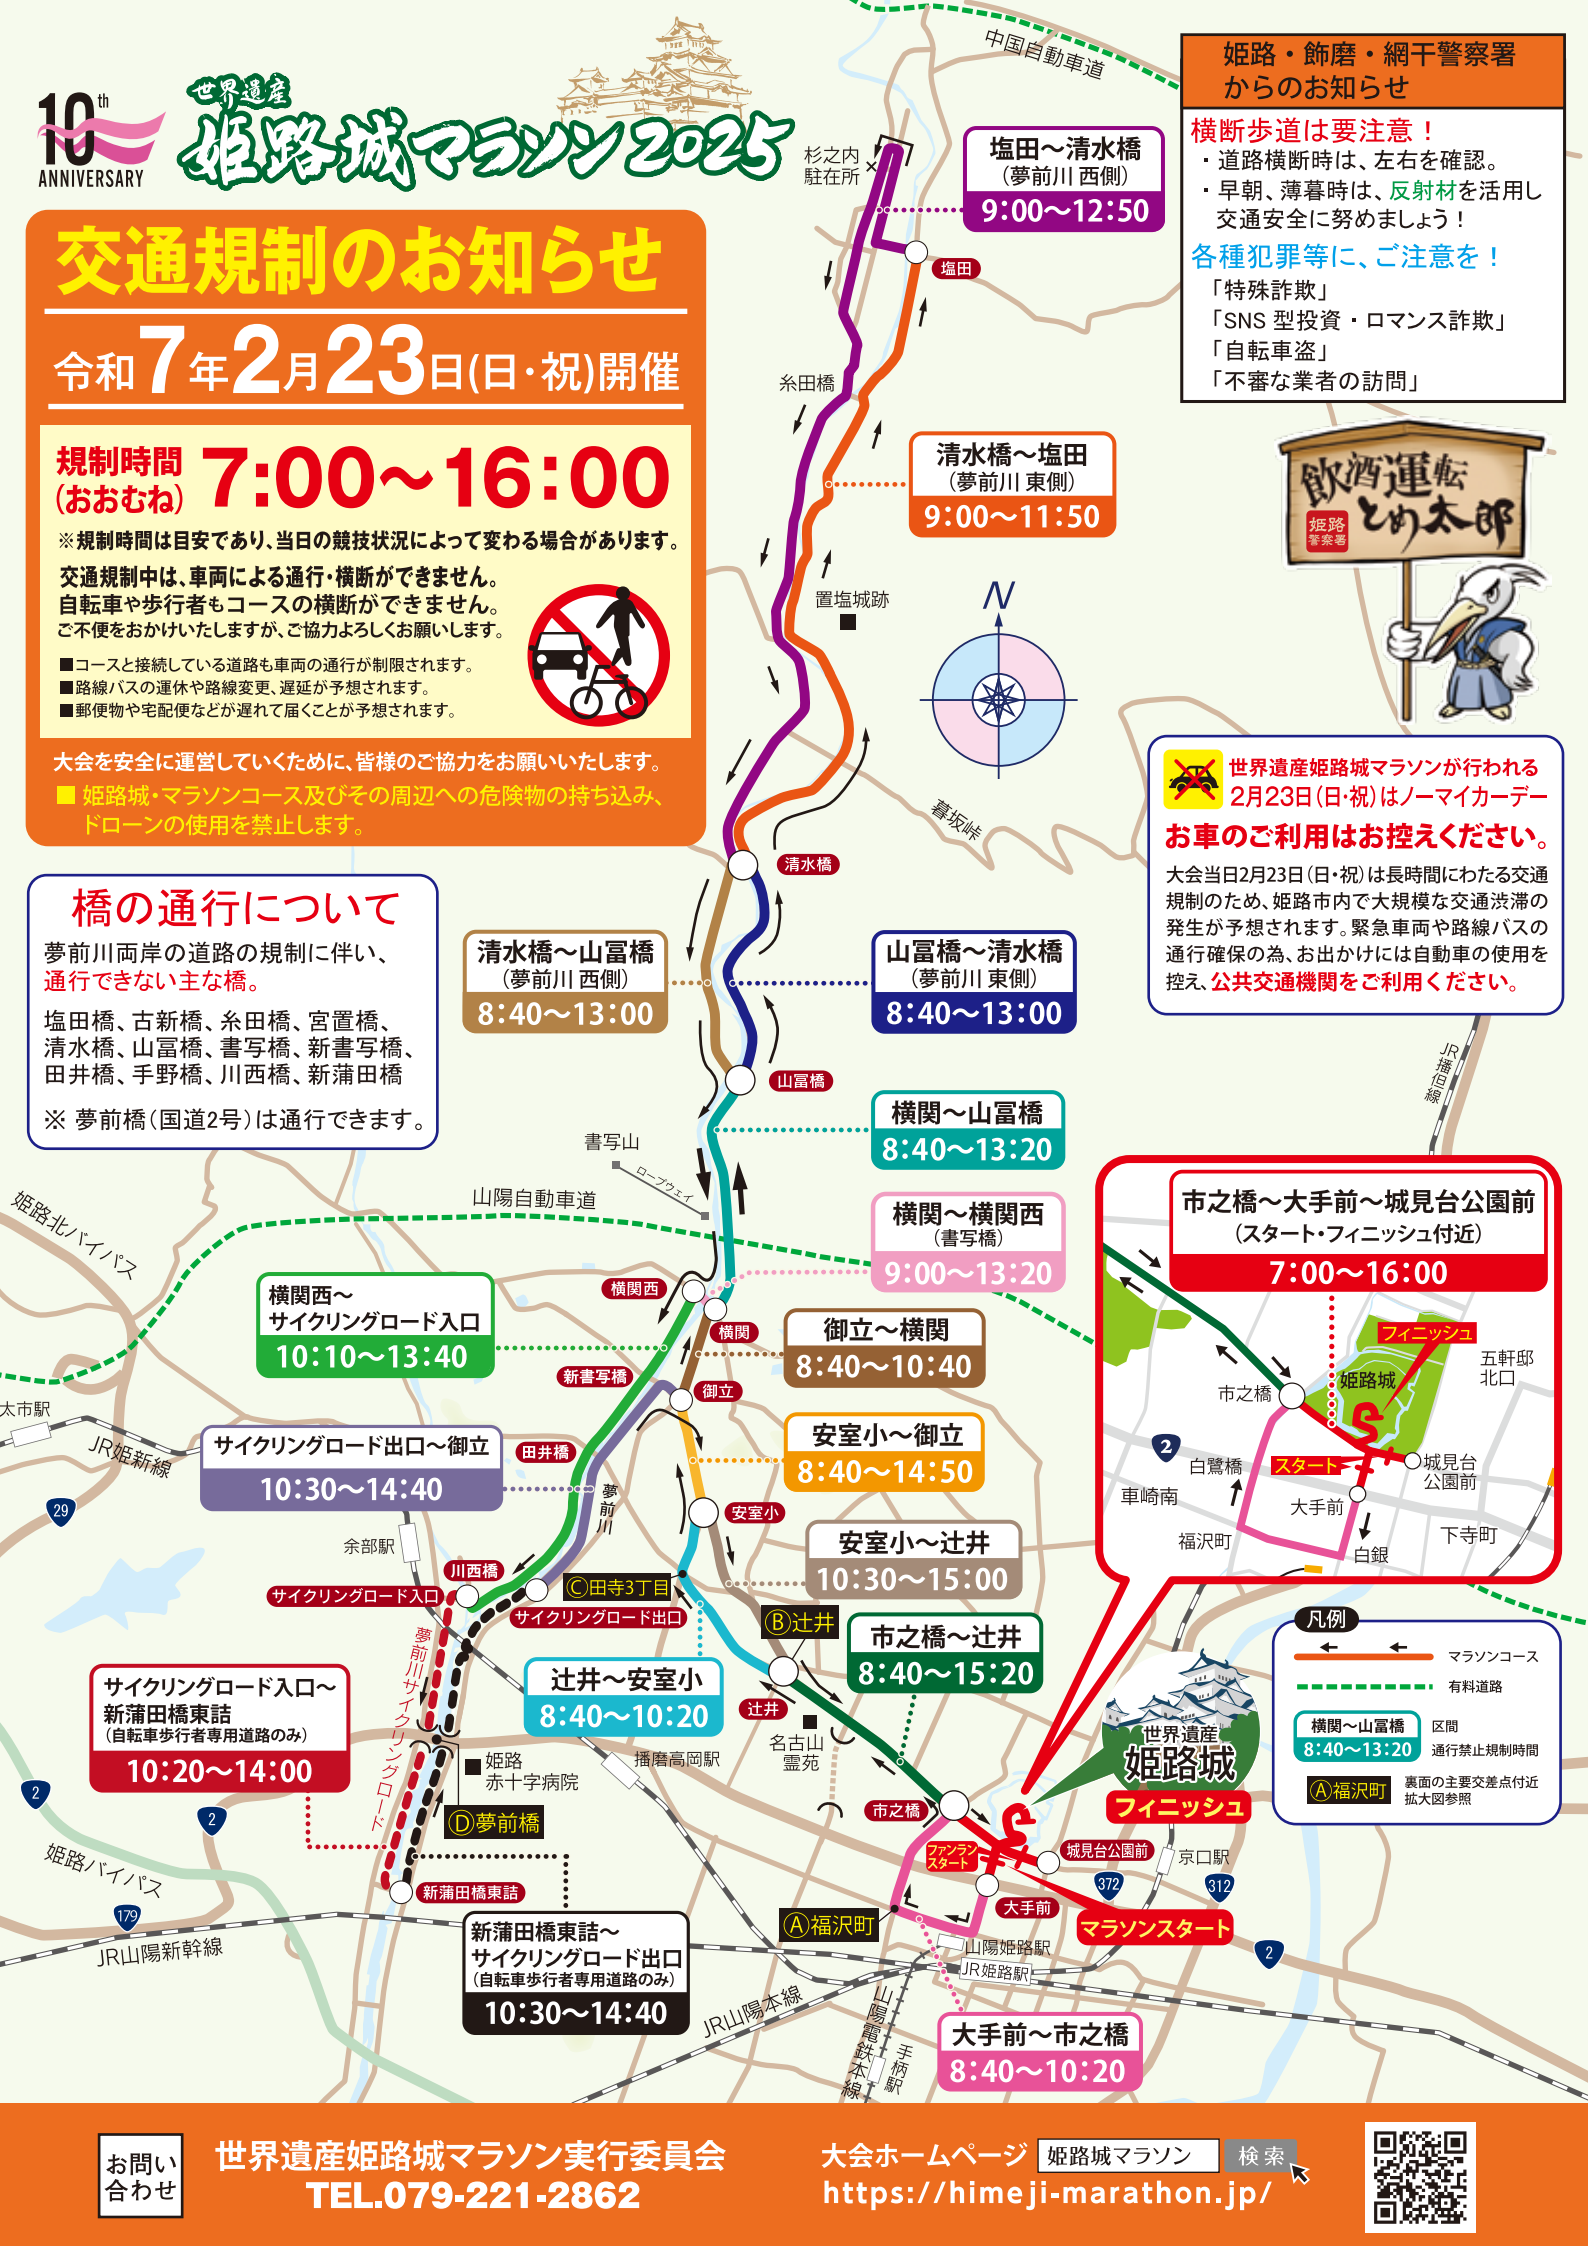 10th
ANNIVERSARY
世界遺産
姫路城マラソン2025
交通規制のお知らせ
令和7年2月23日(日・祝)開催
規制時間
(おおむね)
7:00〜16:00
※規制時間は目安であり、当日の競技状況によって変わる場合があります。
交通規制中は、車両による通行・横断ができません。
自転車や歩行者もコースの横断ができません。
ご不便をおかけいたしますが、ご協力よろしくお願いします。
■コースと接続している道路も車両の通行が制限されます。
■路線バスの運休や路線変更、遅延が予想されます。
■郵便物や宅配便などが遅れて届くことが予想されます。
大会を安全に運営していくために、皆様のご協力をお願いいたします。
■ 姫路城・マラソンコース及びその周辺への危険物の持ち込み、
ドローンの使用を禁止します。
橋の通行について
夢前川両岸の道路の規制に伴い、
通行できない主な橋。
塩田橋、古新橋、糸田橋、宮置橋、
清水橋、山冨橋、書写橋、新書写橋、
田井橋、手野橋、川西橋、新蒲田橋
※ 夢前橋(国道2号)は通行できます。
姫路・飾磨・網干警察署
からのお知らせ
横断歩道は要注意！
・道路横断時は、左右を確認。
・早朝、薄暮時は、反射材を活用し
交通安全に努めましょう！
各種犯罪等に、ご注意を！
「特殊詐欺」
「SNS 型投資・ロマンス詐欺」
「自転車盗」
「不審な業者の訪問」
飲酒運転
とめ太郎
姫路
警察署
世界遺産姫路城マラソンが行われる
2月23日(日・祝)はノーマイカーデー
お車のご利用はお控えください。
大会当日2月23日(日・祝)は長時間にわたる交通
規制のため、姫路市内で大規模な交通渋滞の
発生が予想されます。緊急車両や路線バスの
通行確保の為、お出かけには自動車の使用を
控え、公共交通機関をご利用ください。
中国自動車道
杉之内
駐在所
塩田〜清水橋
(夢前川 西側)
9:00〜12:50
塩田
糸田橋
清水橋〜塩田
(夢前川 東側)
9:00〜11:50
置塩城跡
N
暮坂峠
清水橋
清水橋〜山冨橋
(夢前川 西側)
8:40〜13:00
山冨橋〜清水橋
(夢前川 東側)
8:40〜13:00
山冨橋
横関〜山冨橋
8:40〜13:20
書写山
ロープウェイ
山陽自動車道
横関〜横関西
(書写橋)
9:00〜13:20
姫路北バイパス
横関西
横関
横関西〜
サイクリングロード入口
10:10〜13:40
御立〜横関
8:40〜10:40
新書写橋
御立
太市駅
JR姫新線
サイクリングロード出口〜御立
10:30〜14:40
田井橋
夢前川
安室小〜御立
8:40〜14:50
29
余部駅
安室小
安室小〜辻井
10:30〜15:00
川西橋
サイクリングロード入口
Ⓒ田寺3丁目
サイクリングロード出口
Ⓑ辻井
市之橋〜辻井
8:40〜15:20
夢前川サイクリングロード
サイクリングロード入口〜
新蒲田橋東詰
(自転車歩行者専用道路のみ)
10:20〜14:00
辻井〜安室小
8:40〜10:20
辻井
名古山
霊苑
播磨高岡駅
姫路
赤十字病院
2
2
Ⓓ夢前橋
市之橋
姫路バイパス
新蒲田橋東詰
179
JR山陽新幹線
新蒲田橋東詰〜
サイクリングロード出口
(自転車歩行者専用道路のみ)
10:30〜14:40
ファンラン
スタート
城見台公園前
大手前
Ⓐ福沢町
マラソンスタート
世界遺産
姫路城
フィニッシュ
京口駅
372
312
2
山陽姫路駅
JR姫路駅
JR山陽本線
山陽電鉄本線
手柄駅
大手前〜市之橋
8:40〜10:20
JR播但線
市之橋〜大手前〜城見台公園前
(スタート・フィニッシュ付近)
7:00〜16:00
フィニッシュ
五軒邸
北口
姫路城
市之橋
2
白鷺橋
スタート
城見台
公園前
車崎南
大手前
福沢町
下寺町
白銀
凡例
マラソンコース
有料道路
横関〜山冨橋
8:40〜13:20
区間
通行禁止規制時間
Ⓐ福沢町
裏面の主要交差点付近
拡大図参照
お問い
合わせ
世界遺産姫路城マラソン実行委員会
TEL.079-221-2862
大会ホームページ 姫路城マラソン 検索
https://himeji-marathon.jp/